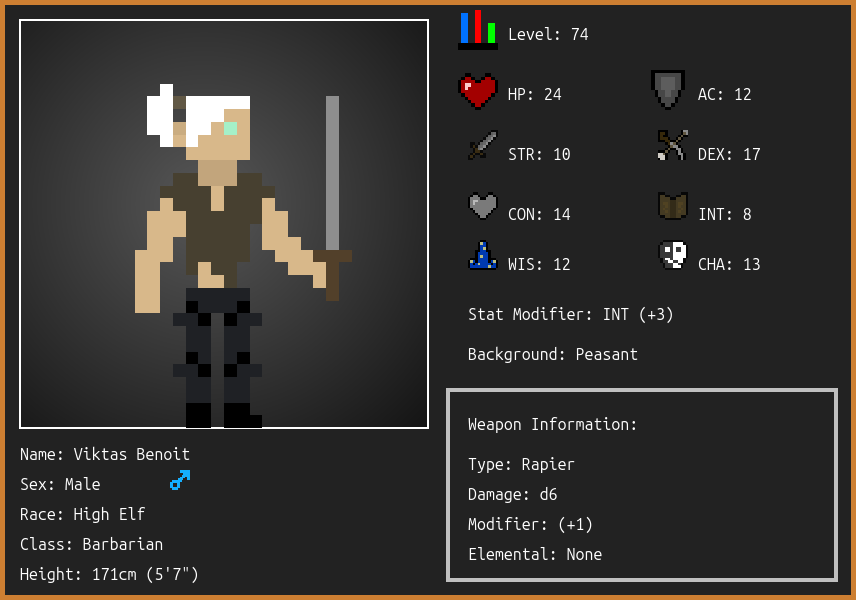 Level: 74
HP: 24
AC: 12
STR: 10
DEX: 17
CON: 14
INT: 8
WIS: 12
CHA: 13
Stat Modifier: INT (+3)
Background: Peasant
Weapon Information:
Type: Rapier
Damage: d6
Modifier: (+1)
Elemental: None
Name: Viktas Benoit
Sex: Male
Race: High Elf
Class: Barbarian
Height: 171cm (5'7")